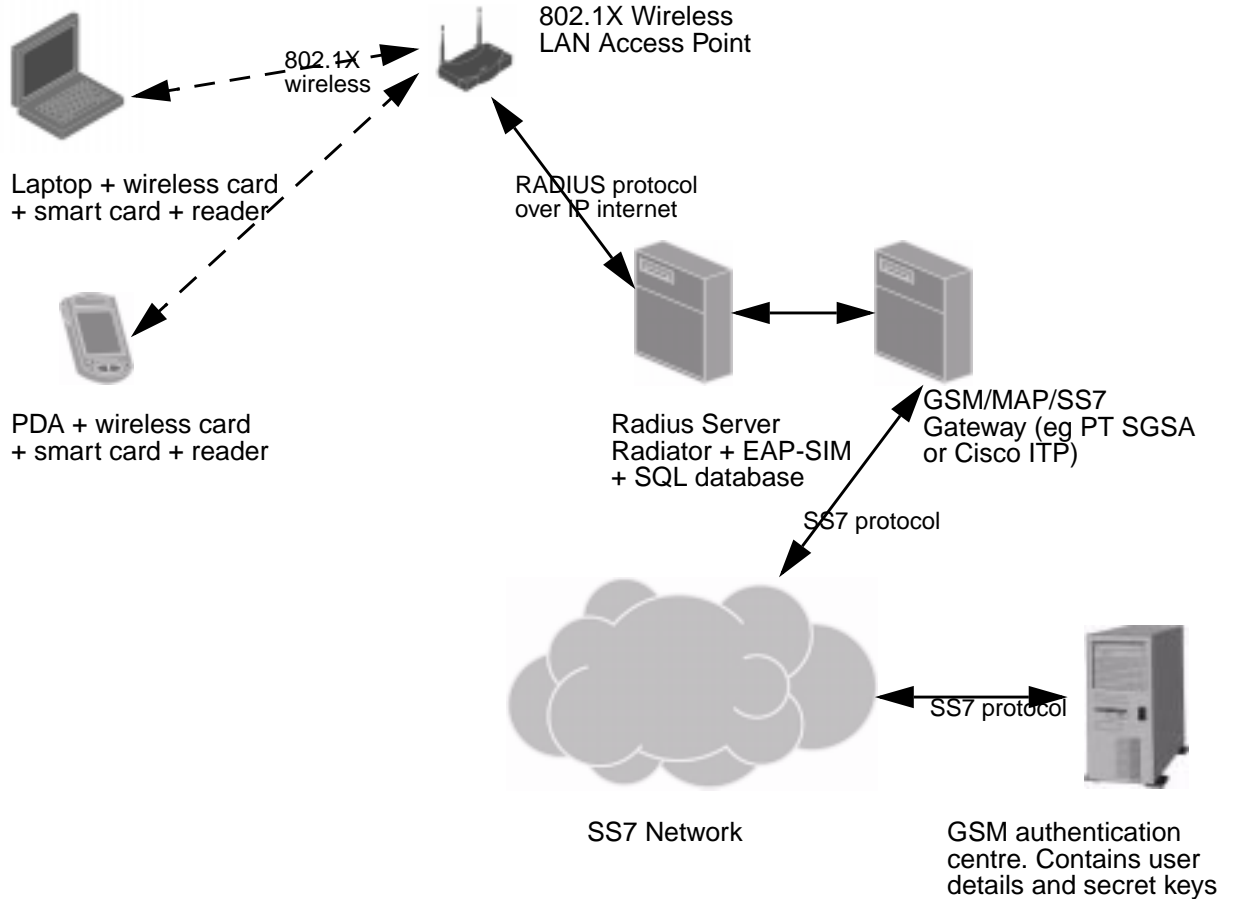 802.1X Wireless
LAN Access Point
802.1X
wireless
Laptop + wireless card
+ smart card + reader
RADIUS protocol
over IP internet
PDA + wireless card
+ smart card + reader
Radius Server
Radiator + EAP-SIM
+ SQL database
GSM/MAP/SS7
Gateway (eg PT SGSA
or Cisco ITP)
SS7 protocol
SS7 protocol
SS7 Network
GSM authentication
centre. Contains user
details and secret keys